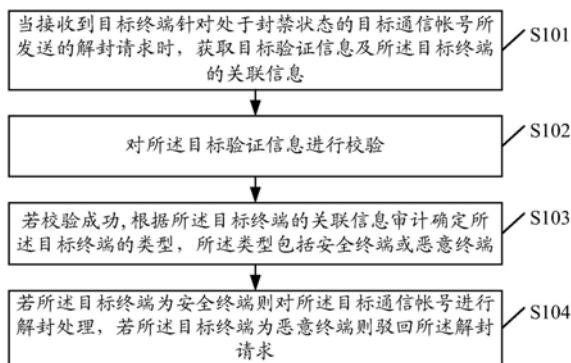 当接收到目标终端针对处于封禁状态的目标通信帐号所
发送的解封请求时，获取目标验证信息及所述目标终端
的关联信息
S101
对所述目标验证信息进行校验
S102
若校验成功,根据所述目标终端的关联信息审计确定所
述目标终端的类型，所述类型包括安全终端或恶意终端
S103
若所述目标终端为安全终端则对所述目标通信帐号进行
解封处理，若所述目标终端为恶意终端则驳回所述解封
请求
S104